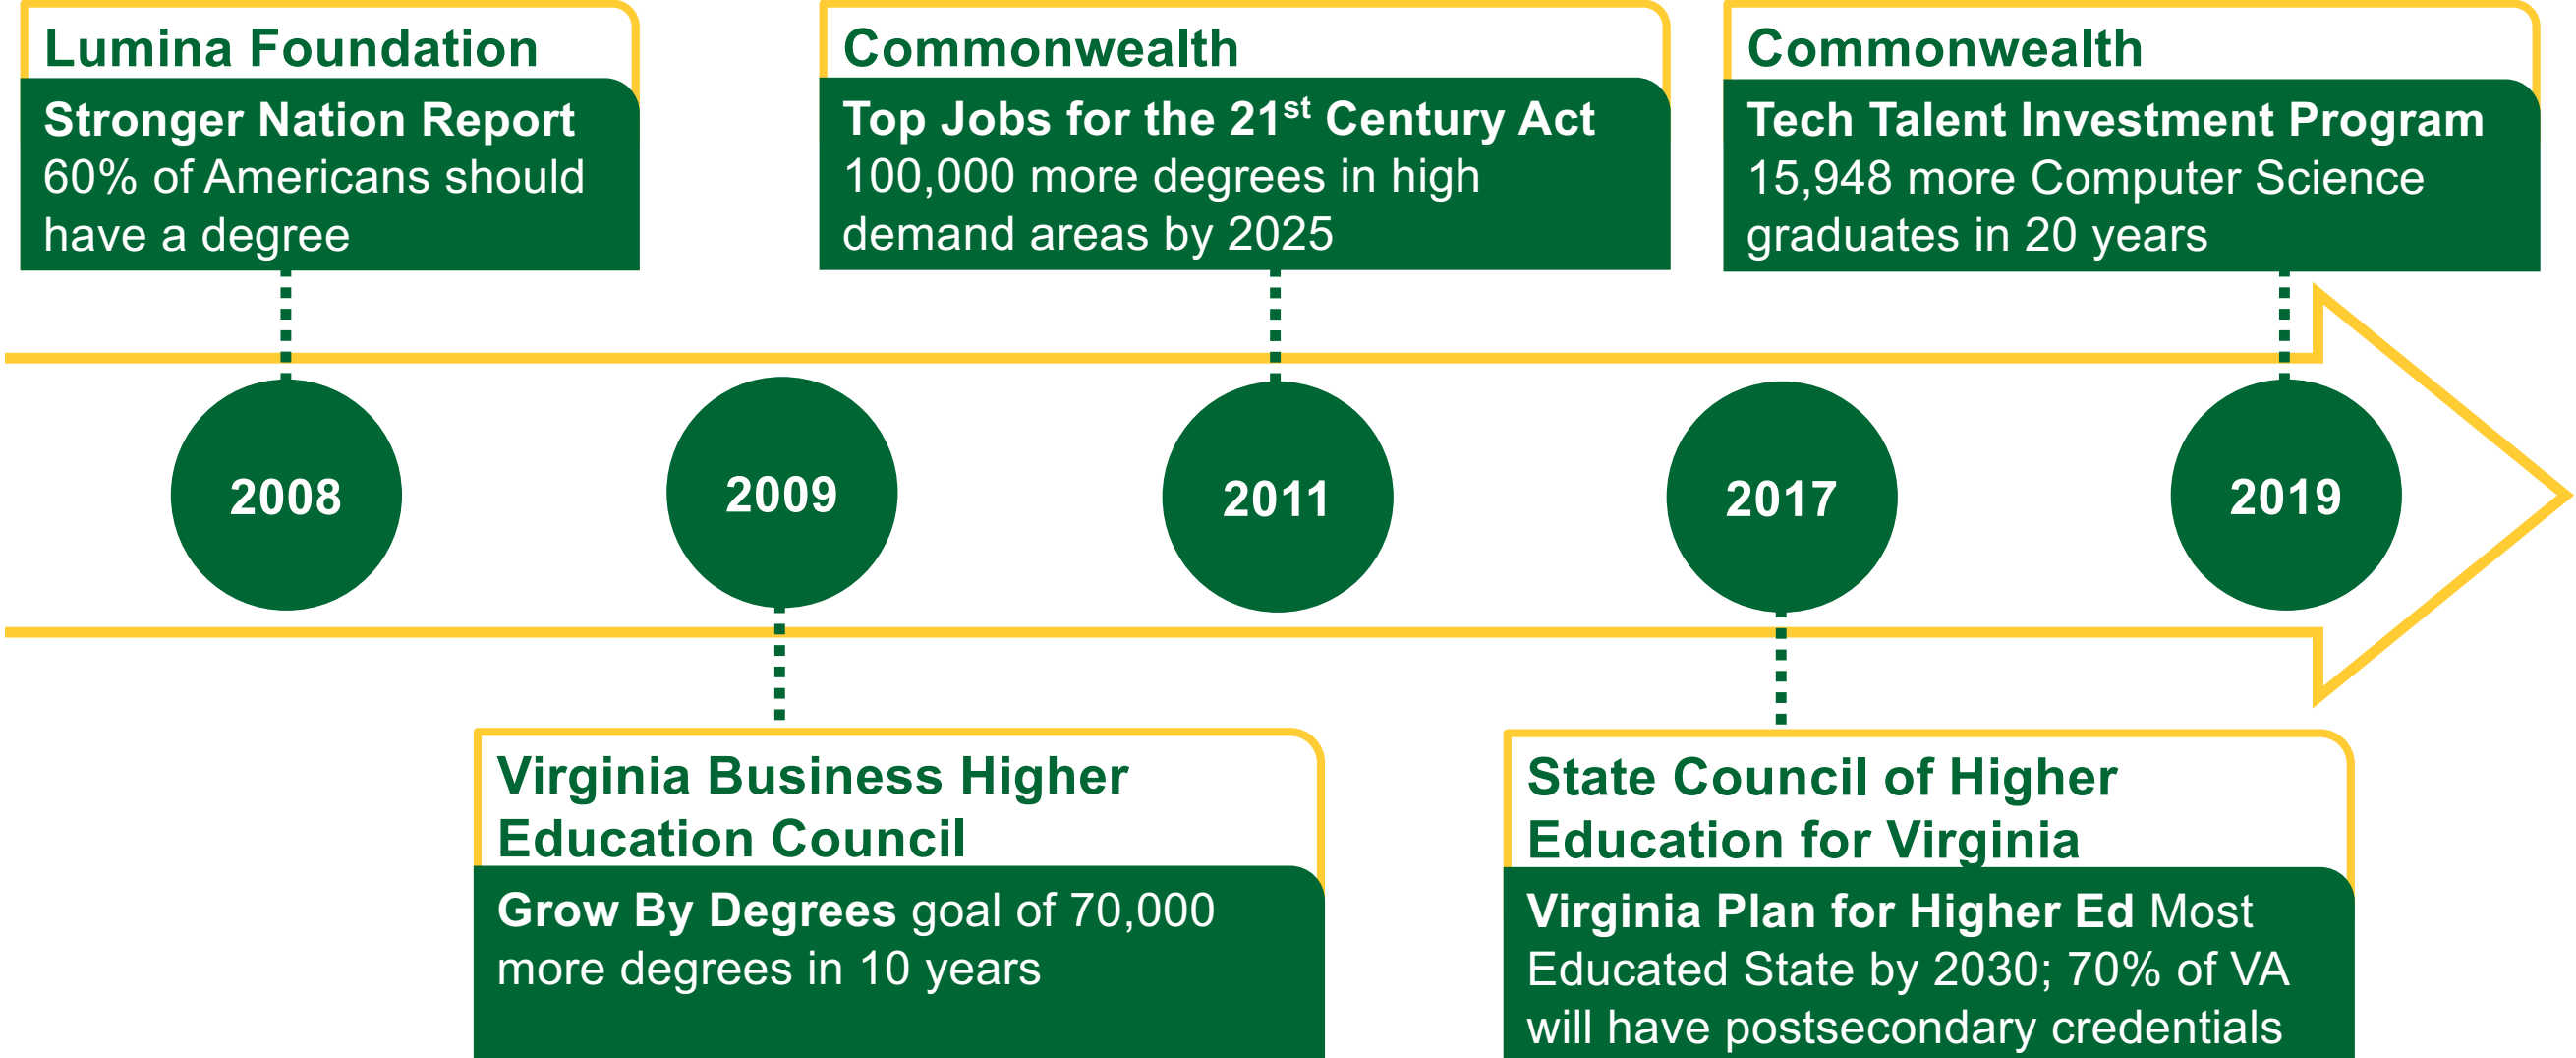 Lumina Foundation
Stronger Nation Report
60% of Americans should
have a degree
Commonwealth
Top Jobs for the 21st Century Act
100,000 more degrees in high
demand areas by 2025
Commonwealth
Tech Talent Investment Program
15,948 more Computer Science
graduates in 20 years
2008
2009
2011
2017
2019
Virginia Business Higher
Education Council
Grow By Degrees goal of 70,000
more degrees in 10 years
State Council of Higher
Education for Virginia
Virginia Plan for Higher Ed Most
Educated State by 2030; 70% of VA
will have postsecondary credentials